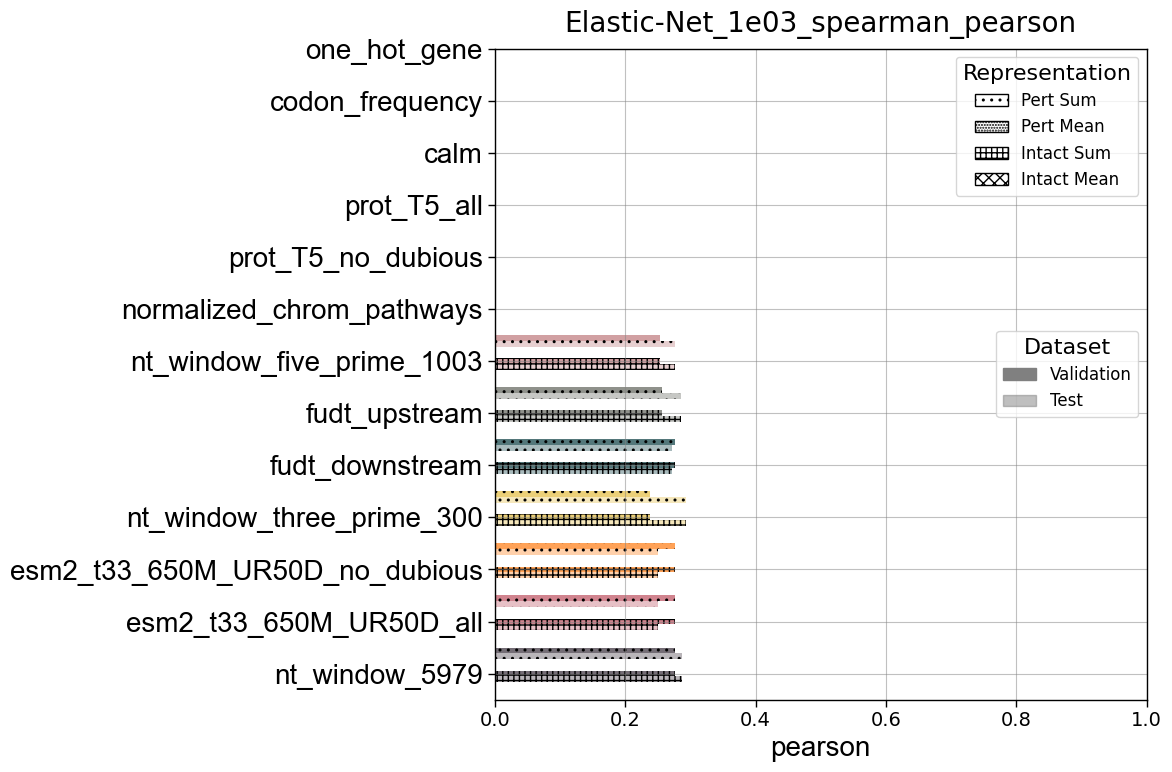 Elastic-Net_1e03_spearman_pearson
one_hot_gene
codon_frequency
calm
prot_T5_all
prot_T5_no_dubious
normalized_chrom_pathways
nt_window_five_prime_1003
fudt_upstream
fudt_downstream
nt_window_three_prime_300
esm2_t33_650M_UR50D_no_dubious
esm2_t33_650M_UR50D_all
nt_window_5979
Representation
Pert Sum
Pert Mean
Intact Sum
Intact Mean
Dataset
Validation
Test
0.0 0.2 0.4 0.6 0.8 1.0
pearson